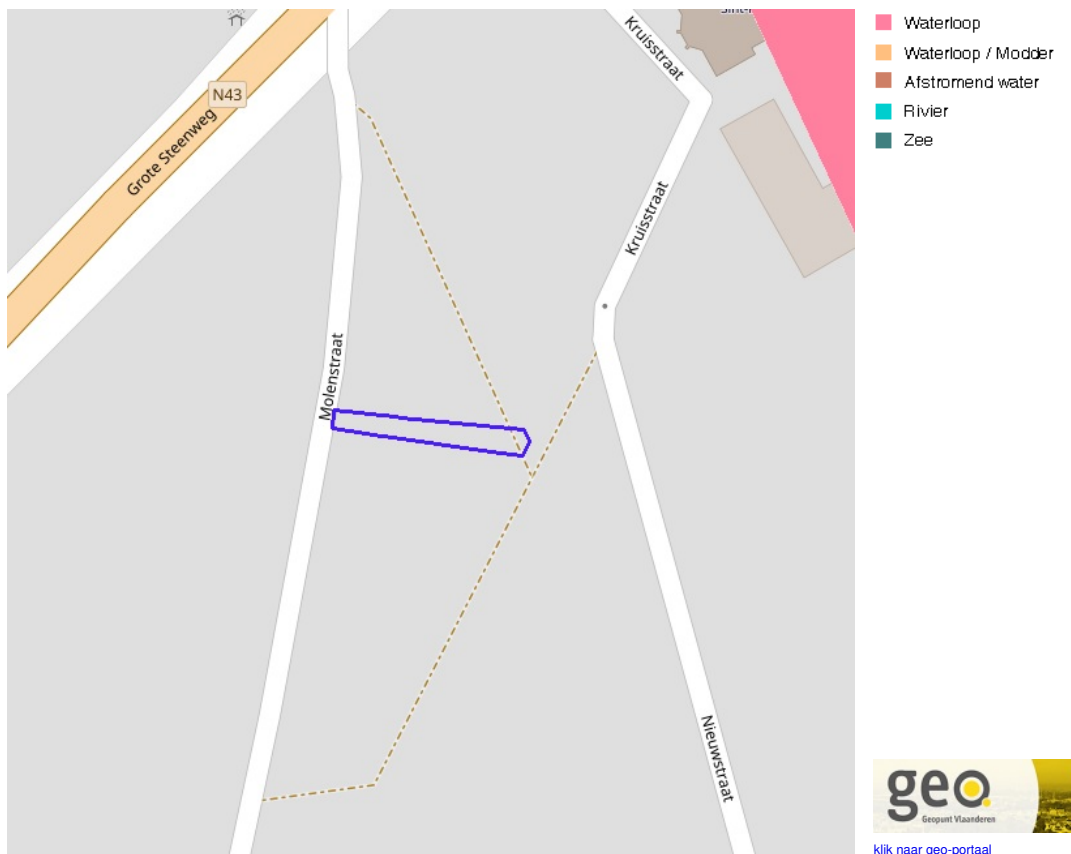 Kruisstraat
N43
Grote Steenweg
Kruisstraat
Molenstraat
Nieuwstraat
Waterloop
Waterloop / Modder
Afstromend water
Rivier
Zee
geo
Geopunt Vlaanderen
klik naar geo-portaal